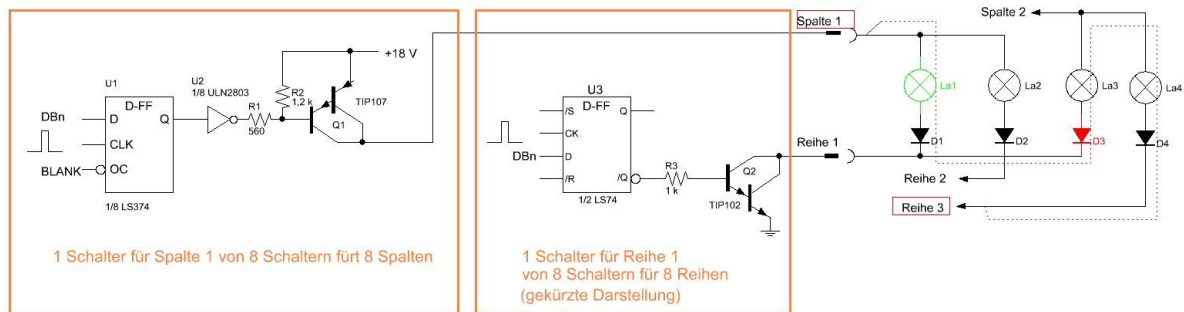 +18 V
U1
U2
1/8 ULN2803
D-FF
DBn
D
Q
CLK
BLANK
OC
1/8 LS374
R1
560
R2
1,2 k
TIP107
Q1
1 Schalter für Spalte 1 von 8 Schaltern fürt 8 Spalten
U3
D-FF
/S
Q
CK
DBn
D
/R
/Q
1/2 LS74
R3
1 k
Q2
TIP102
1 Schalter für Reihe 1
von 8 Schaltern für 8 Reihen
(gekürzte Darstellung)
Spalte 1
Reihe 1
Spalte 2
La1
La2
La3
La4
D1
D2
D3
D4
Reihe 2
Reihe 3